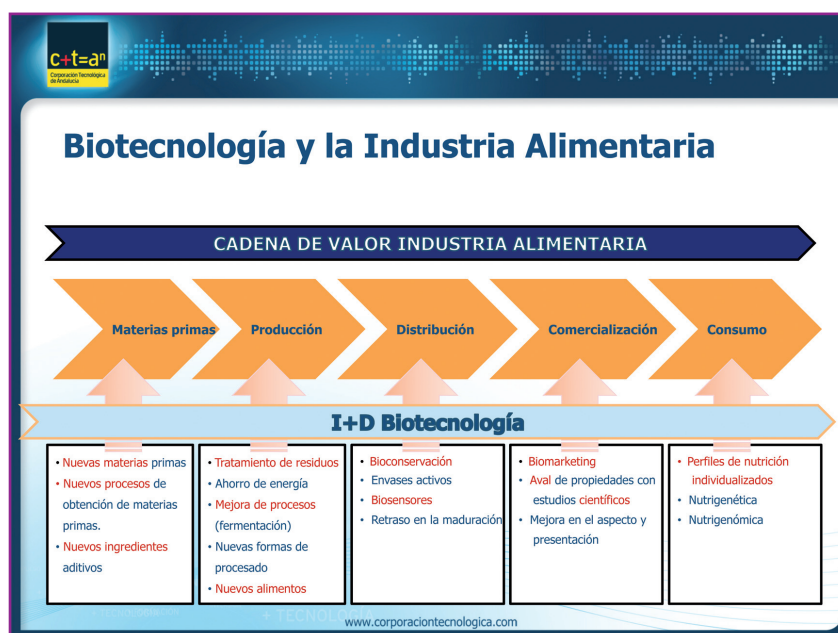 c+t=aⁿ
Corporación Tecnológica
de Andalucía
Biotecnología y la Industria Alimentaria
CADENA DE VALOR INDUSTRIA ALIMENTARIA
Materias primas
Producción
Distribución
Comercialización
Consumo
I+D Biotecnología
• Nuevas materias primas
• Nuevos procesos de
obtención de materias
primas.
• Nuevos ingredientes
aditivos
• Tratamiento de residuos
• Ahorro de energía
• Mejora de procesos
(fermentación)
• Nuevas formas de
procesado
• Nuevos alimentos
• Bioconservación
• Envases activos
• Biosensores
• Retraso en la maduración
• Biomarketing
• Aval de propiedades con
estudios científicos
• Mejora en el aspecto y
presentación
• Perfiles de nutrición
individualizados
• Nutrigenética
• Nutrigenómica
+ TECNOLOGÍA
www.corporaciontecnologica.com